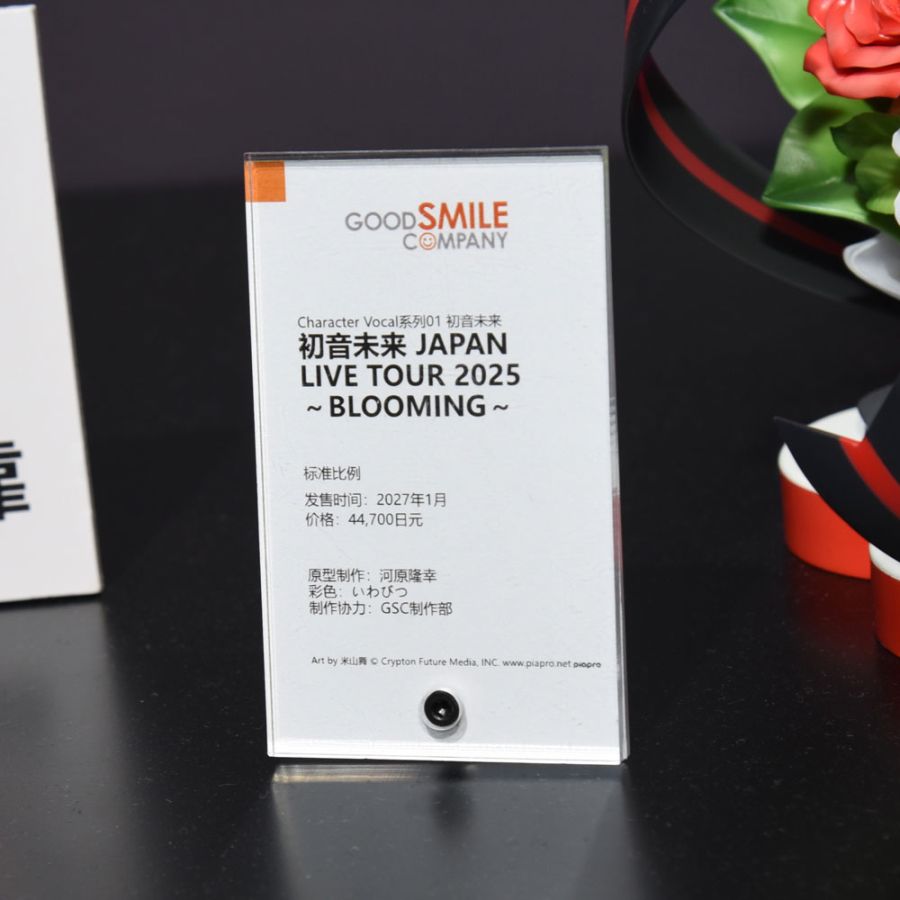 GOOD SMILE
COMPANY
Character Vocal系列01 初音未来
初音未来 JAPAN
LIVE TOUR 2025
~BLOOMING~
标准比例
发售时间：2027年1月
价格：44,700日元
原型制作：河原隆幸
彩色：いわびつ
制作协力：GSC制作部
Art by 米山舞 © Crypton Future Media, INC. www.piapro.net piapro